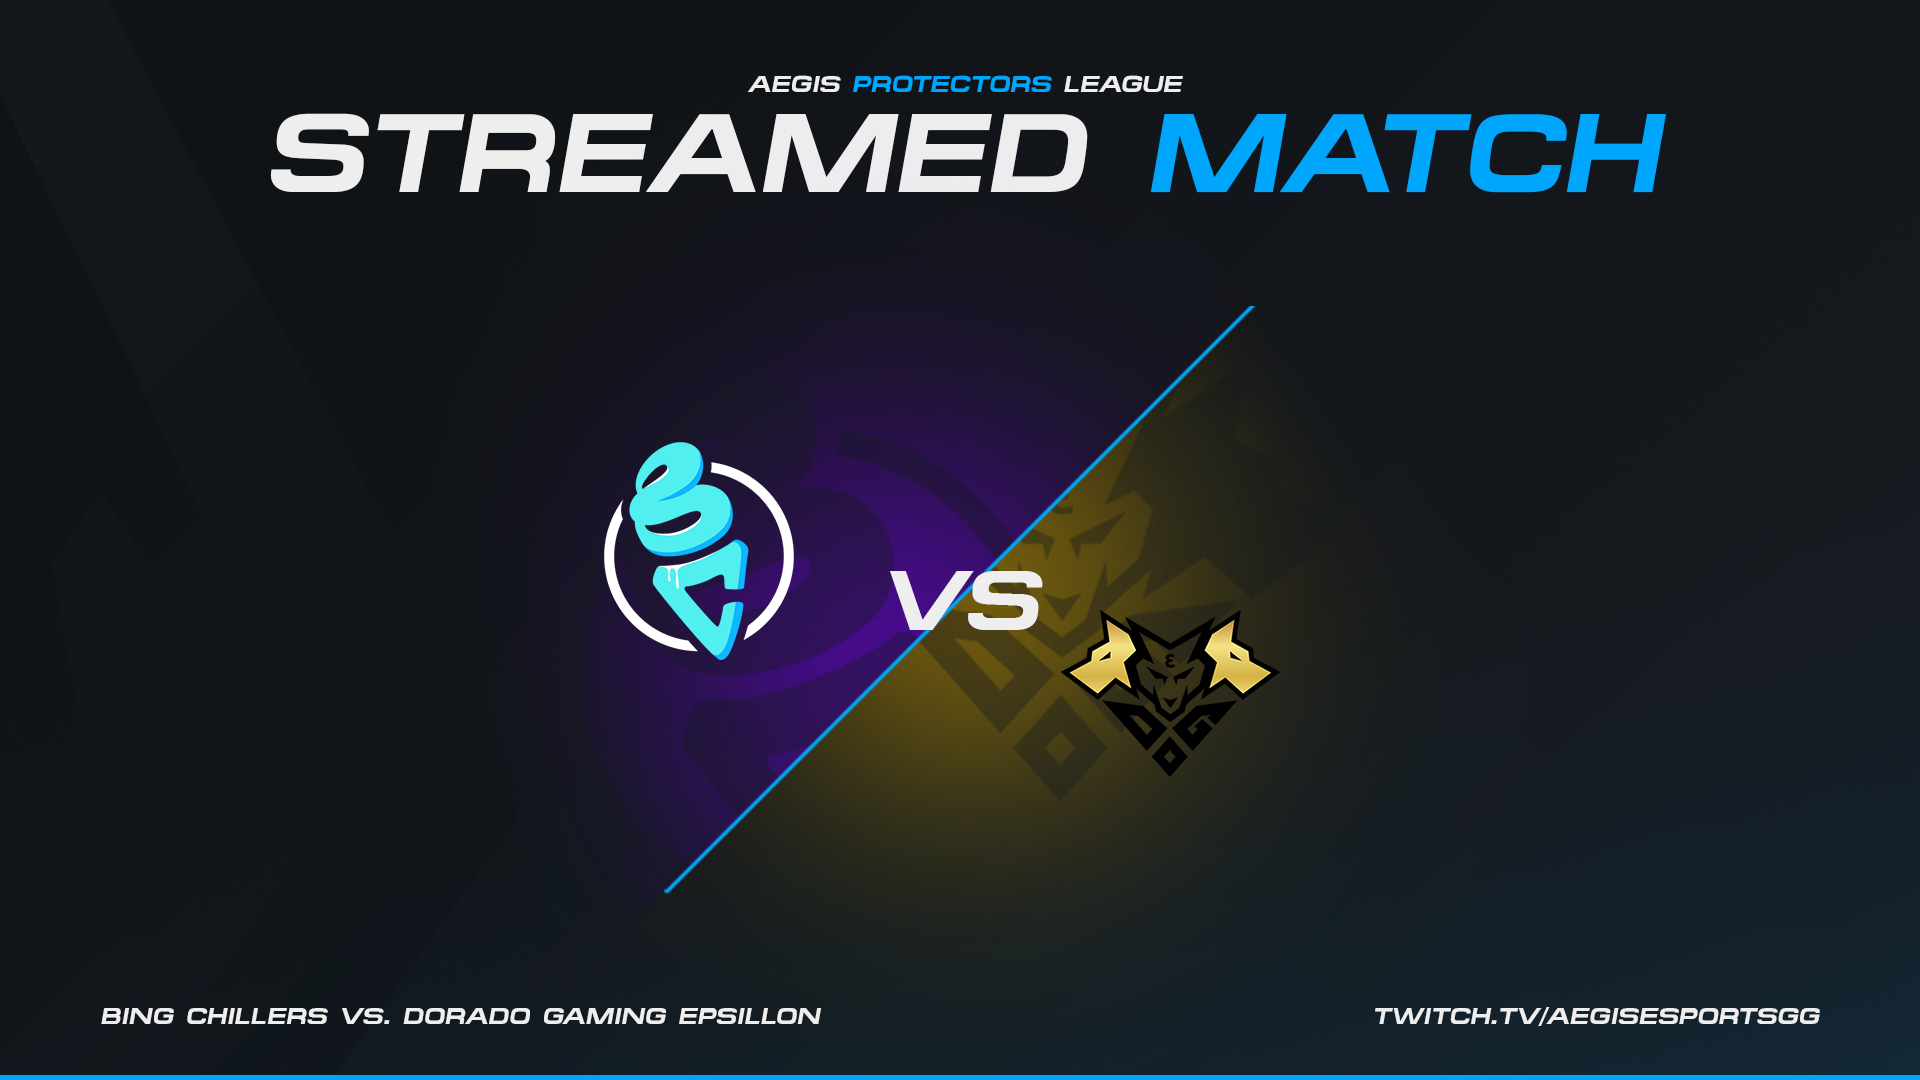 AEGIS PROTECTORS LEAGUE
STREAMED MATCH
VS
ε
BING CHILLERS VS. DORADO GAMING EPSILLON
TWITCH.TV/AEGISESPORTSGG